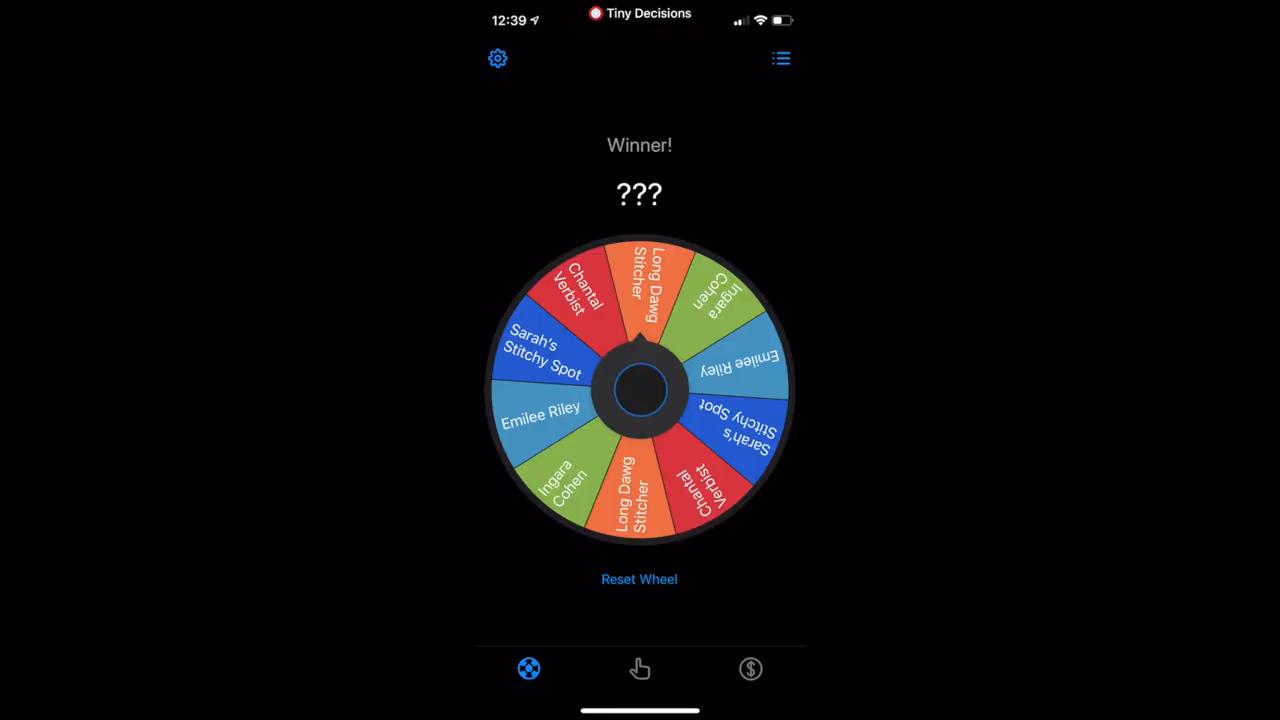 12:39
Tiny Decisions
Winner!
???
Long Dawg
Stitcher
Ingara
Cohen
Emilee Riley
Sarah's
Stitchy Spot
Chantal
Verbist
Long Dawg
Stitcher
Ingara
Cohen
Emilee Riley
Sarah's
Stitchy Spot
Chantal
Verbist
Reset Wheel